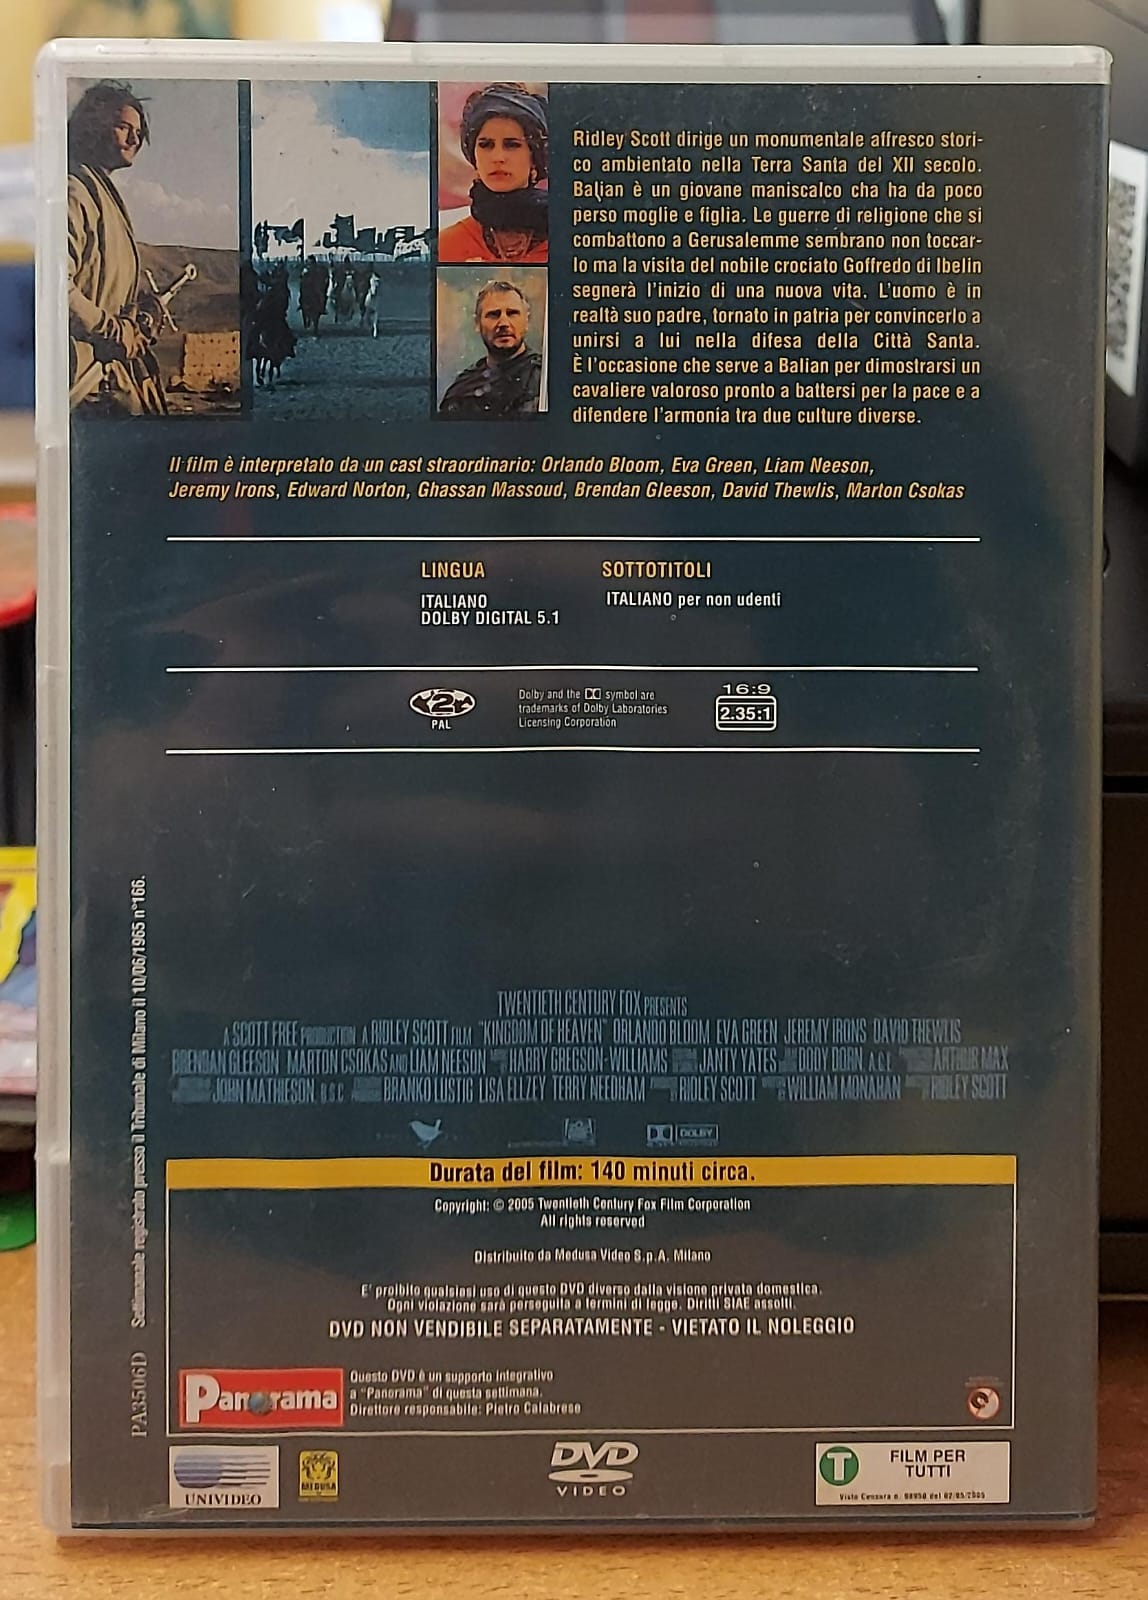 Ridley Scott dirige un monumentale affresco stori-
co ambientato nella Terra Santa del XII secolo.
Balian è un giovane maniscalco cha ha da poco
perso moglie e figlia. Le guerre di religione che si
combattono a Gerusalemme sembrano non toccar-
lo ma la visita del nobile crociato Goffredo di Ibelin
segnerà l'inizio di una nuova vita. L'uomo è in
realtà suo padre, tornato in patria per convincerlo a
unirsi a lui nella difesa della Città Santa.
È l'occasione che serve a Balian per dimostrarsi un
cavaliere valoroso pronto a battersi per la pace e a
difendere l'armonia tra due culture diverse.
Il film è interpretato da un cast straordinario: Orlando Bloom, Eva Green, Liam Neeson,
Jeremy Irons, Edward Norton, Ghassan Massoud, Brendan Gleeson, David Thewlis, Marton Csokas
LINGUA
ITALIANO
DOLBY DIGITAL 5.1
SOTTOTITOLI
ITALIANO per non udenti
2
PAL
Dolby and the symbol are
trademarks of Dolby Laboratories
Licensing Corporation
16:9
2.35:1
TWENTIETH CENTURY FOX PRESENTS
A SCOTT FREE PRODUCTION A RIDLEY SCOTT FILM "KINGDOM OF HEAVEN" ORLANDO BLOOM EVA GREEN JEREMY IRONS DAVID THEWLIS
BRENDAN GLEESON MARTON CSOKAS AND LIAM NEESON HARRY GREGSON-WILLIAMS JANTY YATES DODY DORN, A.C.E. ARTHUR MAX
JOHN MATHIESON, B.S.C. BRANKO LUSTIG LISA ELLZEY TERRY NEEDHAM RIDLEY SCOTT WILLIAM MONAHAN RIDLEY SCOTT
DOLBY
Durata del film: 140 minuti circa.
Copyright: © 2005 Twentieth Century Fox Film Corporation
All rights reserved
Distribuito da Medusa Video S.p.A. Milano
E' proibito qualsiasi uso di questo DVD diverso dalla visione privata domestica.
Ogni violazione sarà perseguita a termini di legge. Diritti SIAE assolti.
DVD NON VENDIBILE SEPARATAMENTE - VIETATO IL NOLEGGIO
Panorama
Questo DVD è un supporto integrativo
a "Panorama" di questa settimana.
Direttore responsabile: Pietro Calabrese
UNIVIDEO
MEDUSA
DVD
VIDEO
T
FILM PER
TUTTI
Visto Censura n. 98950 del 02/05/2005
PA3506D Settimanale registrato presso il Tribunale di Milano il 10/06/1965 n°166.